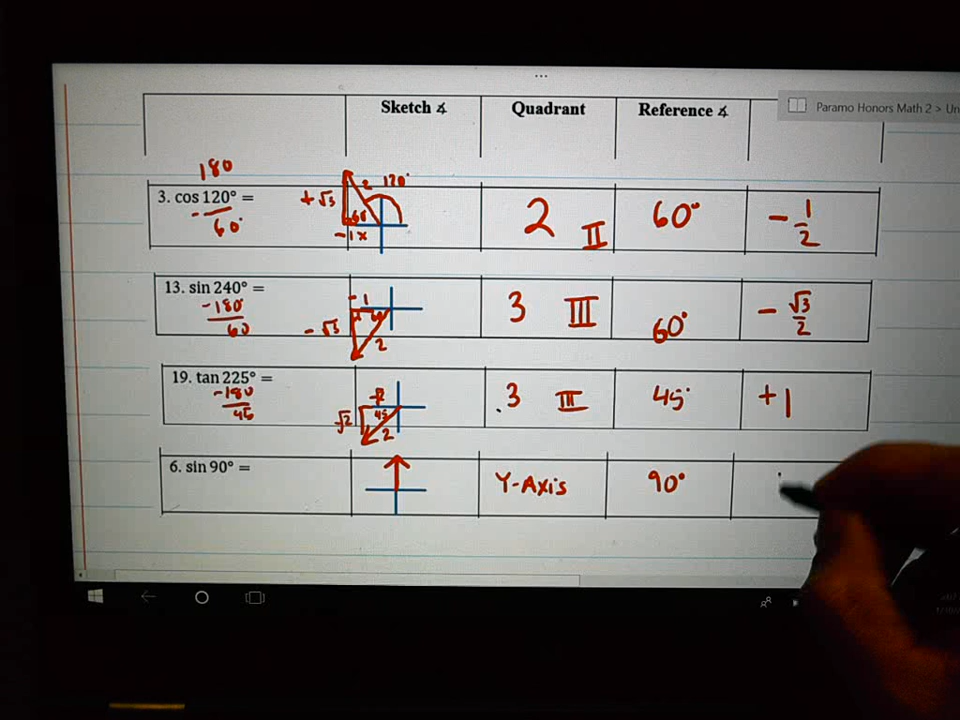 ...
Sketch ∡ Quadrant Reference ∡
Paramo Honors Math 2 > Un
180
3. cos 120° =
- 60°
+√3 2 120°
60°
-1 x
2 II
60°
- 1/2
13. sin 240° =
-180°
60
-1
-√3 2
3 III
60°
- √3/2
19. tan 225° =
-180
45
45
√2 2
.3 III
45°
+1
6. sin 90° =
Y-Axis
90°